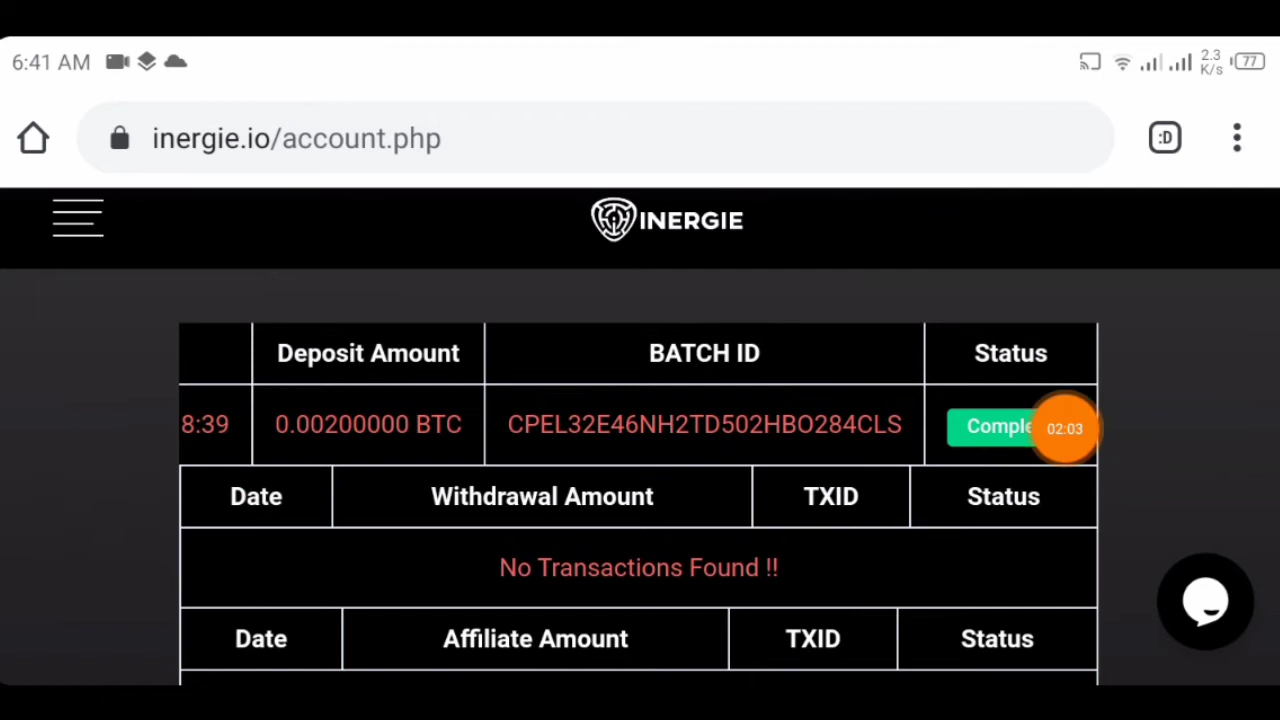 6:41 AM
2.3
K/s
77
inergie.io/account.php
:D
INERGIE
Deposit Amount BATCH ID Status
8:39 0.00200000 BTC CPEL32E46NH2TD502HBO284CLS Comple 02:03
Date Withdrawal Amount TXID Status
No Transactions Found !!
Date Affiliate Amount TXID Status